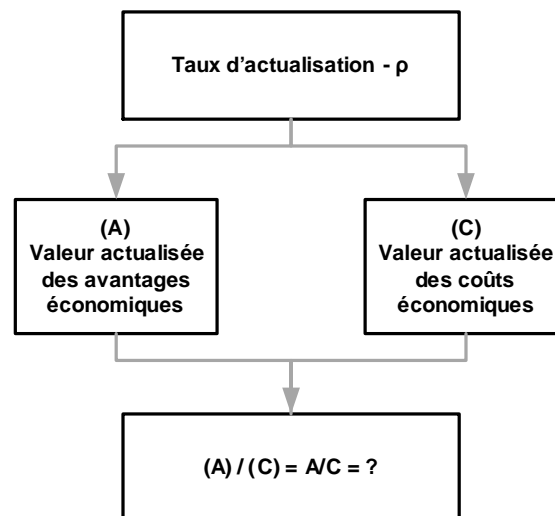 Taux d'actualisation - ρ
(A)
Valeur actualisée
des avantages
économiques
(C)
Valeur actualisée
des coûts
économiques
(A) / (C) = A/C = ?